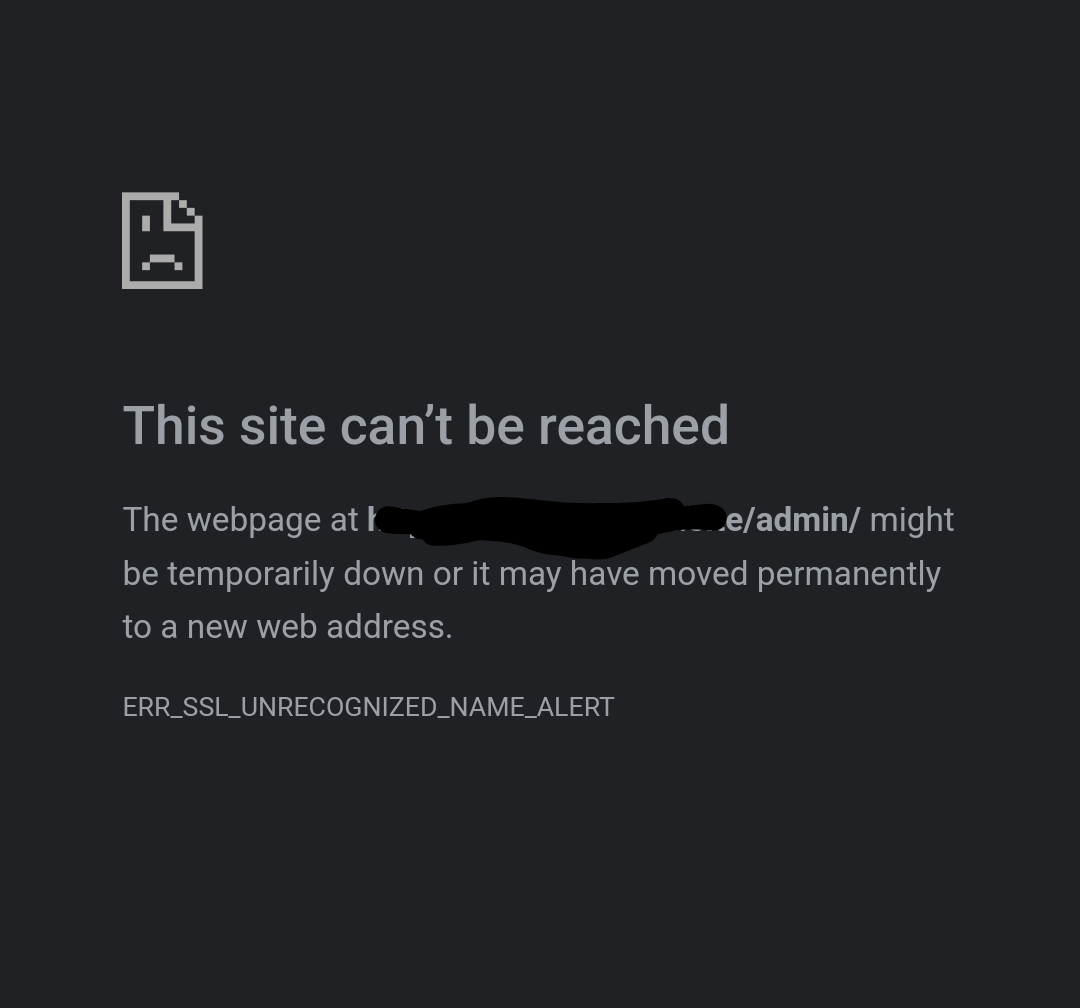 This site can’t be reached
The webpage at /admin/ might
be temporarily down or it may have moved permanently
to a new web address.
ERR_SSL_UNRECOGNIZED_NAME_ALERT